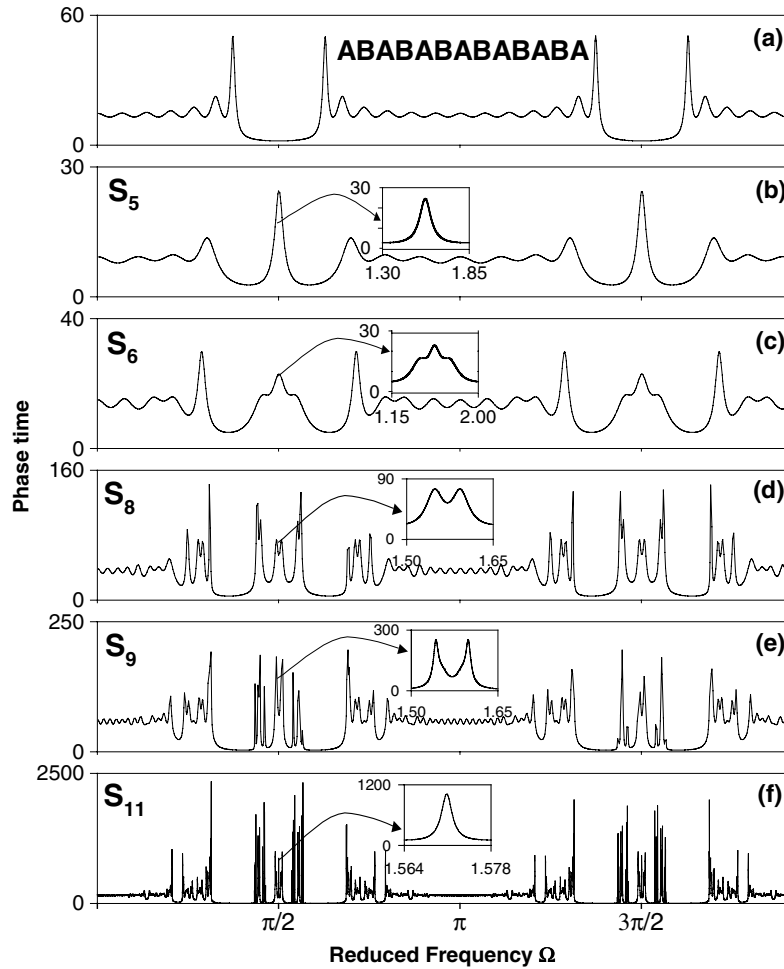 60
ABABABABABABA
(a)
0
30
S5
30
(b)
0
1.30 1.85
0
40
S6
30
(c)
0
1.15 2.00
0
Phase time
160
S8
90
(d)
0
1.50 1.65
0
250
S9
300
(e)
0
1.50 1.65
0
2500
S11
1200
(f)
0
1.564 1.578
0
π/2 π 3π/2
Reduced Frequency Ω